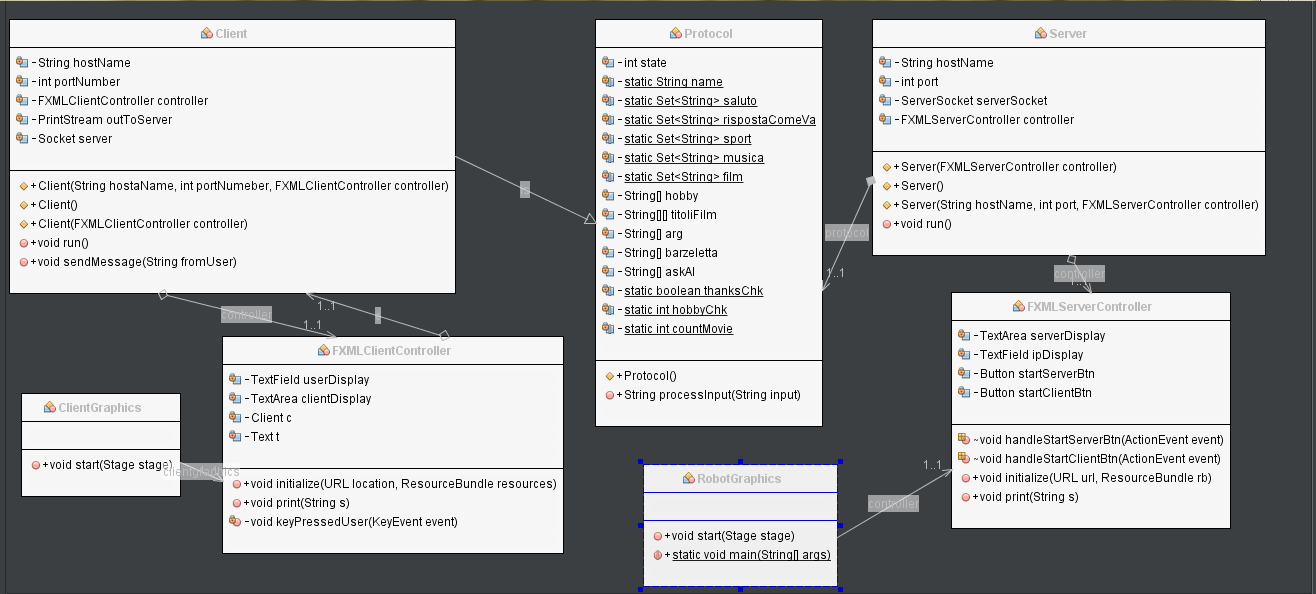 Client
-String hostName
-int portNumber
-FXMLClientController controller
-PrintStream outToServer
-Socket server
+Client(String hostaName, int portNumeber, FXMLClientController controller)
+Client()
+Client(FXMLClientController controller)
+void run()
+void sendMessage(String fromUser)
Protocol
-int state
-static String name
-static Set<String> saluto
-static Set<String> rispostaComeVa
-static Set<String> sport
-static Set<String> musica
-static Set<String> film
-String[] hobby
-String[][] titoliFilm
-String[] arg
-String[] barzeletta
-String[] askAl
-static boolean thanksChk
-static int hobbyChk
-static int countMovie
+Protocol()
+String processInput(String input)
Server
-String hostName
-int port
-ServerSocket serverSocket
-FXMLServerController controller
+Server(FXMLServerController controller)
+Server()
+Server(String hostName, int port, FXMLServerController controller)
+void run()
protocol
1..1
controller
1..1
1..1
controller
FXMLClientController
-TextField userDisplay
-TextArea clientDisplay
-Client c
-Text t
+void initialize(URL location, ResourceBundle resources)
+void print(String s)
-void keyPressedUser(KeyEvent event)
ClientGraphics
+void start(Stage stage)
clientgraphics
FXMLServerController
-TextArea serverDisplay
-TextField ipDisplay
-Button startServerBtn
-Button startClientBtn
~void handleStartServerBtn(ActionEvent event)
~void handleStartClientBtn(ActionEvent event)
+void initialize(URL url, ResourceBundle rb)
+void print(String s)
RobotGraphics
+void start(Stage stage)
+static void main(String[] args)
1..1
controller